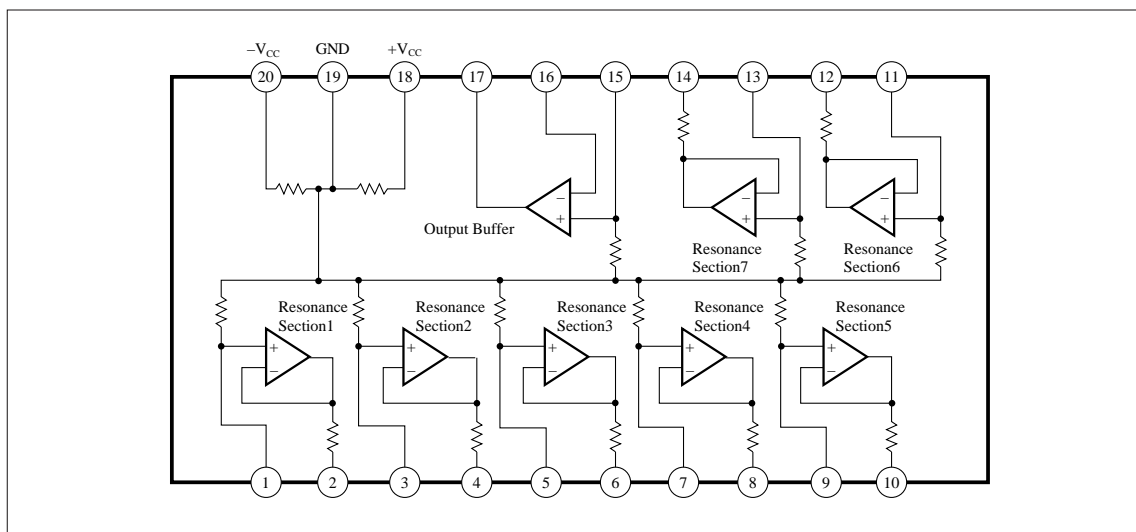 –VCC GND +VCC
20 19 18 17 16 15 14 13 12 11
– – –
+ + +
Output Buffer Resonance Section7 Resonance Section6
Resonance Section1 Resonance Section2 Resonance Section3 Resonance Section4 Resonance Section5
+ + + + +
– – – – –
1 2 3 4 5 6 7 8 9 10